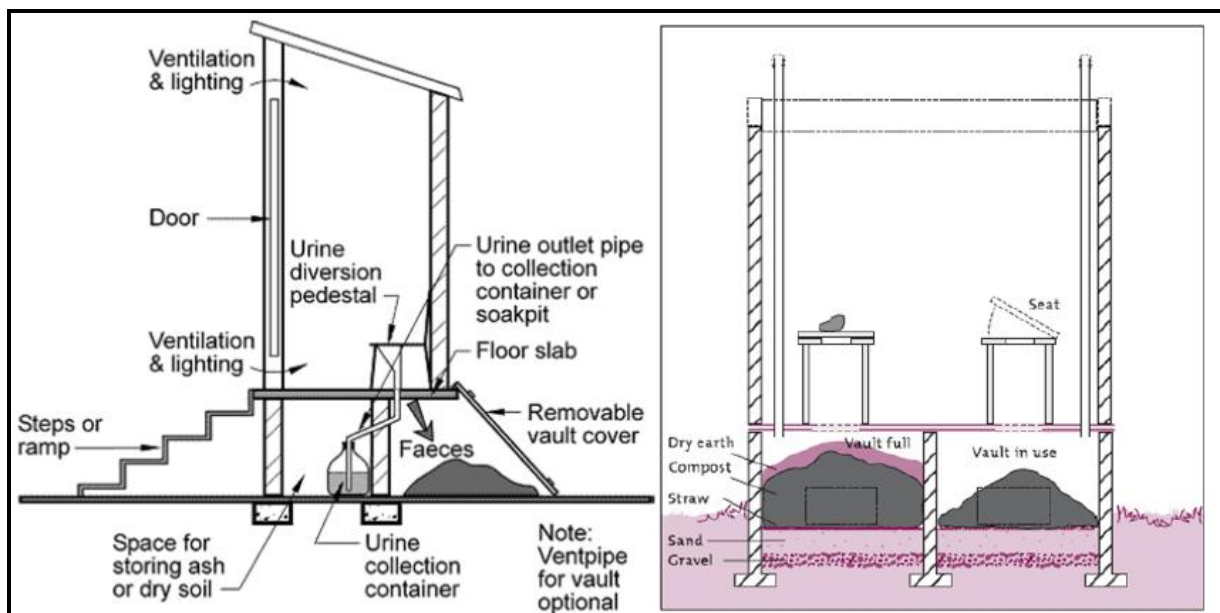 Ventilation
& lighting
Door
Urine
diversion
pedestal
Urine outlet pipe
to collection
container or
soakpit
Ventilation
& lighting
Floor slab
Steps or
ramp
Removable
vault cover
Faeces
Space for
storing ash
or dry soil
Urine
collection
container
Note:
Ventpipe
for vault
optional
Seat
Dry earth
Vault full
Compost
Vault in use
Straw
Sand
Gravel